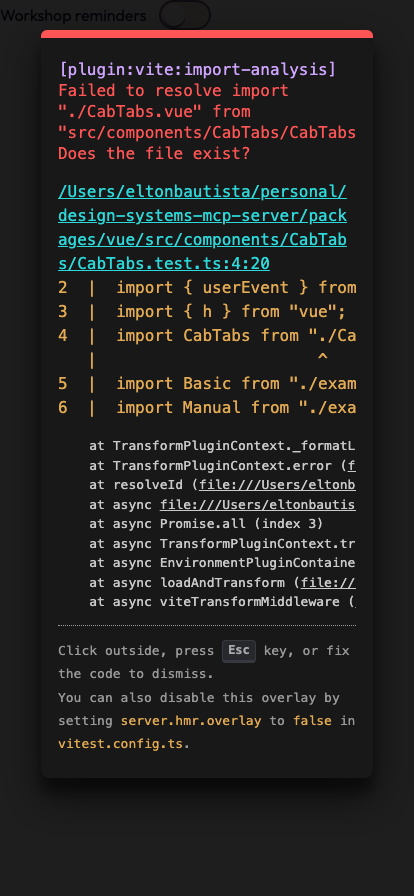 Workshop reminders
[plugin:vite:import-analysis]
Failed to resolve import
"./CabTabs.vue" from
"src/components/CabTabs/CabTabs
Does the file exist?
/Users/eltonbautista/personal/
design-systems-mcp-server/pack
ages/vue/src/components/CabTab
s/CabTabs.test.ts:4:20
2  |  import { userEvent } from
3  |  import { h } from "vue";
4  |  import CabTabs from "./Ca
   |                       ^
5  |  import Basic from "./exam
6  |  import Manual from "./exa
at TransformPluginContext._formatL
at TransformPluginContext.error (f
at resolveId (file:///Users/eltonb
at async file:///Users/eltonbautis
at async Promise.all (index 3)
at async TransformPluginContext.tr
at async EnvironmentPluginContaine
at async loadAndTransform (file://
at async viteTransformMiddleware (
Click outside, press Esc key, or fix
the code to dismiss.
You can also disable this overlay by
setting server.hmr.overlay to false in
vitest.config.ts.